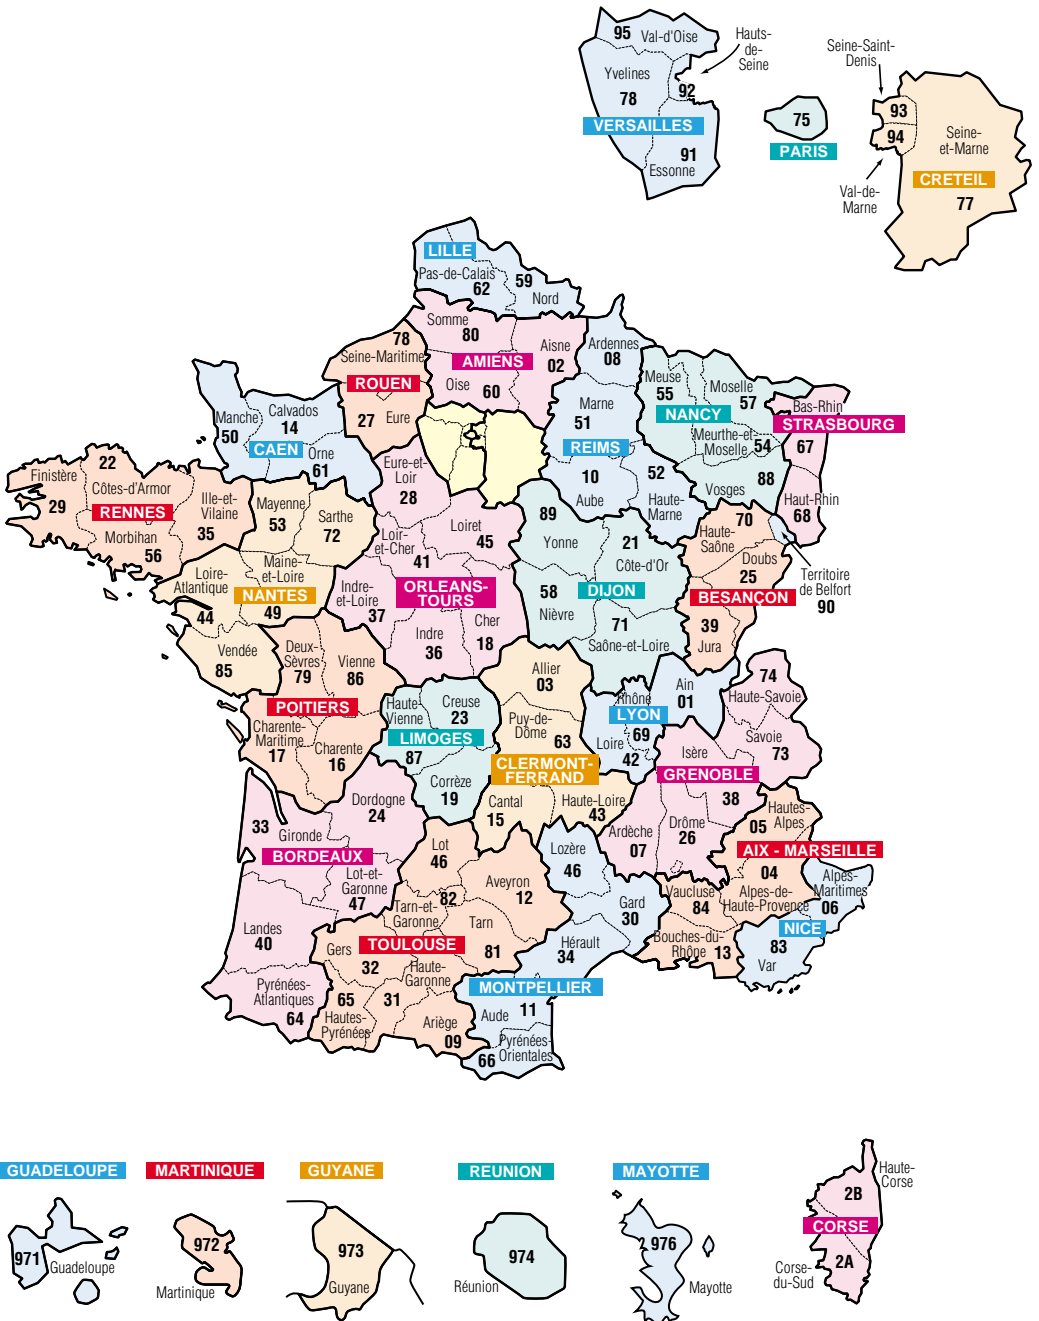 95 Val-d'Oise
Hauts-
de-
Seine
Yvelines
78
92
VERSAILLES
91
Essonne
75
PARIS
Seine-Saint-
Denis
93
94
Seine-
et-Marne
Val-de-
Marne
CRETEIL
77
LILLE
Pas-de-Calais
62
59
Nord
Somme
80
Aisne
02
AMIENS
Oise
60
78
Seine-Maritime
ROUEN
27 Eure
Ardennes
08
Marne
51
REIMS
10
Aube
52
Haute-
Marne
Meuse
55
Moselle
57
NANCY
Meurthe-et-
Moselle
54
88
Vosges
Bas-Rhin
STRASBOURG
67
Haut-Rhin
68
Manche
50
Calvados
14
CAEN
Orne
61
22
Finistère
29
Côtes-d'Armor
RENNES
Ille-et-
Vilaine
35
Morbihan
56
Mayenne
53
Sarthe
72
Loire-
Atlantique
44
Maine-
et-Loire
NANTES
49
Vendée
85
Eure-et-
Loir
28
Loiret
45
Loir-
et-Cher
41
Indre-
et-Loire
37
ORLEANS-
TOURS
Indre
36
Cher
18
89
Yonne
21
Côte-d'Or
58
Nièvre
DIJON
71
Saône-et-Loire
70
Haute-
Saône
Doubs
25
BESANÇON
39
Jura
Territoire
de Belfort
90
Deux-
Sèvres
79
Vienne
86
POITIERS
Charente-
Maritime
17
Charente
16
Haute-
Vienne
Creuse
23
LIMOGES
87
Corrèze
19
Allier
03
Puy-de-
Dôme
63
CLERMONT-
FERRAND
Cantal
15
Haute-Loire
43
Rhône
Ain
01
LYON
69
Loire
42
74
Haute-Savoie
Savoie
73
Isère
GRENOBLE
38
Drôme
26
Ardèche
07
Hautes-
Alpes
05
AIX - MARSEILLE
04
Alpes-de-
Haute-Provence
Vaucluse
84
Bouches-du-
Rhône
13
Alpes-
Maritimes
06
NICE
83
Var
Dordogne
24
33
Gironde
BORDEAUX
Lot-et-
Garonne
47
Landes
40
Pyrénées-
Atlantiques
64
Lot
46
Aveyron
12
82
Tarn-et-
Garonne
Tarn
81
TOULOUSE
Gers
32
Haute-
Garonne
31
65
Hautes-
Pyrénées
Ariège
09
Lozère
46
Gard
30
Hérault
34
MONTPELLIER
Aude
11
66
Pyrénées-
Orientales
GUADELOUPE
971
Guadeloupe
MARTINIQUE
972
Martinique
GUYANE
973
Guyane
REUNION
974
Réunion
MAYOTTE
976
Mayotte
Haute-
Corse
2B
CORSE
2A
Corse-
du-Sud